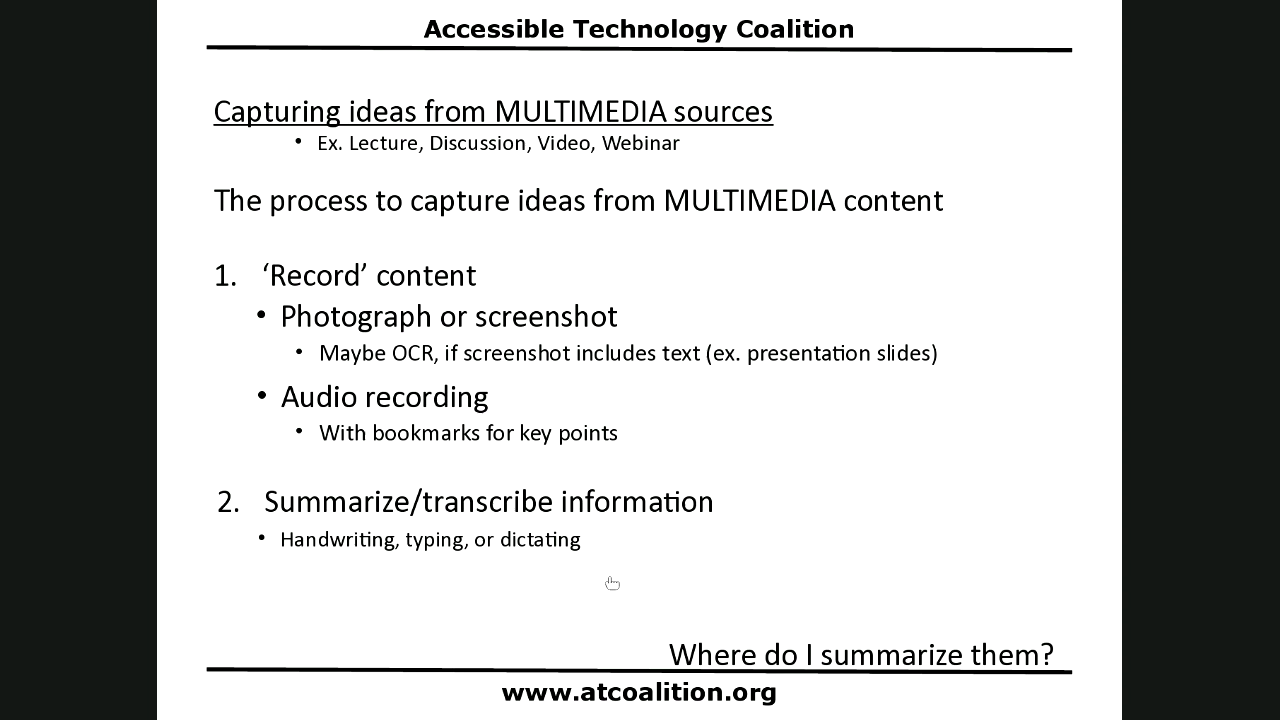 Accessible Technology Coalition
Capturing ideas from MULTIMEDIA sources
• Ex. Lecture, Discussion, Video, Webinar
The process to capture ideas from MULTIMEDIA content
1. ‘Record’ content
• Photograph or screenshot
• Maybe OCR, if screenshot includes text (ex. presentation slides)
• Audio recording
• With bookmarks for key points
2. Summarize/transcribe information
• Handwriting, typing, or dictating
Where do I summarize them?
www.atcoalition.org